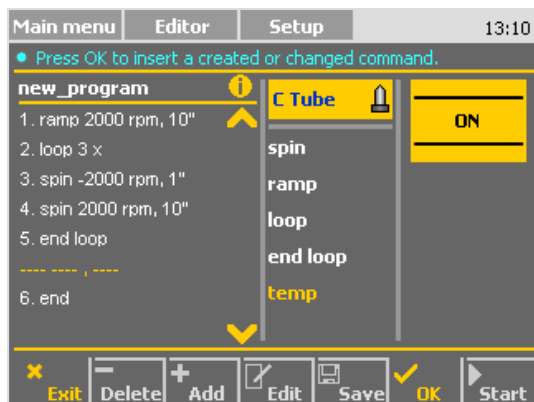 Main menu Editor Setup 13:10
Press OK to insert a created or changed command.
new_program
1. ramp 2000 rpm, 10"
2. loop 3 x
3. spin -2000 rpm, 1"
4. spin 2000 rpm, 10"
5. end loop
---- ---- , ----
6. end
C Tube
spin
ramp
loop
end loop
temp
ON
Exit Delete Add Edit Save OK Start